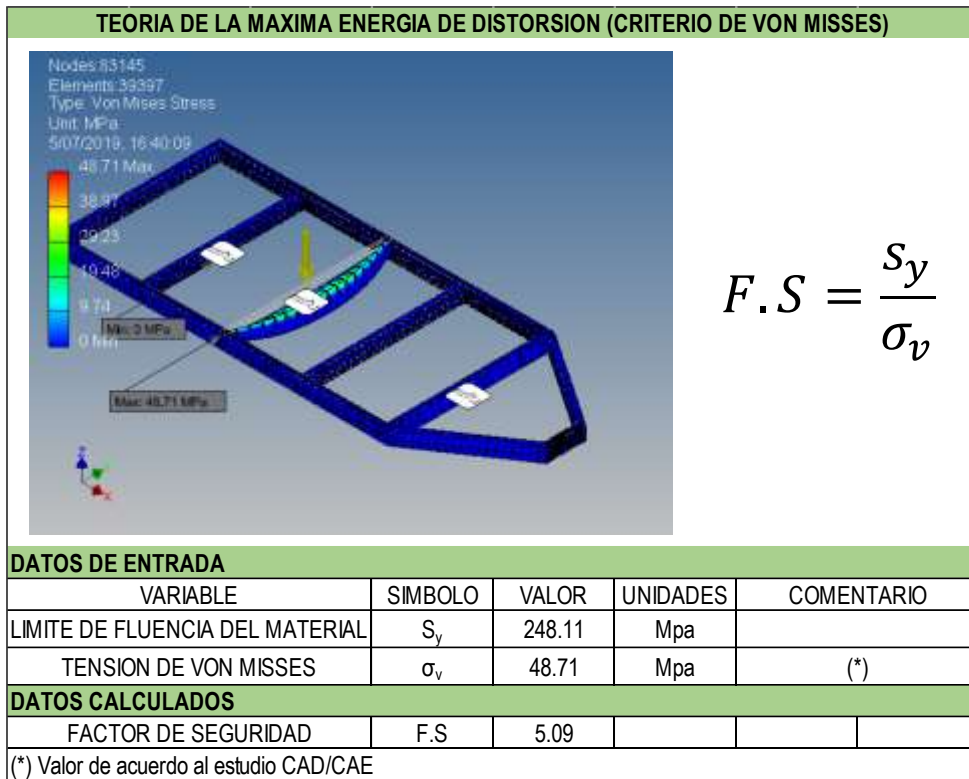 TEORIA DE LA MAXIMA ENERGIA DE DISTORSION (CRITERIO DE VON MISSES)
Nodes:83145
Elements:39397
Type: Von Mises Stress
Unit: MPa
5/07/2019, 16:40:09
48.71 Max
38.97
29.23
19.48
9.74
0 Min
Min: 0 MPa
Max: 48.71 MPa
Z
X
F.S = s_y / σ_v
DATOS DE ENTRADA
VARIABLE SIMBOLO VALOR UNIDADES COMENTARIO
LIMITE DE FLUENCIA DEL MATERIAL S_y 248.11 Mpa
TENSION DE VON MISSES σ_v 48.71 Mpa (*)
DATOS CALCULADOS
FACTOR DE SEGURIDAD F.S 5.09
(*) Valor de acuerdo al estudio CAD/CAE